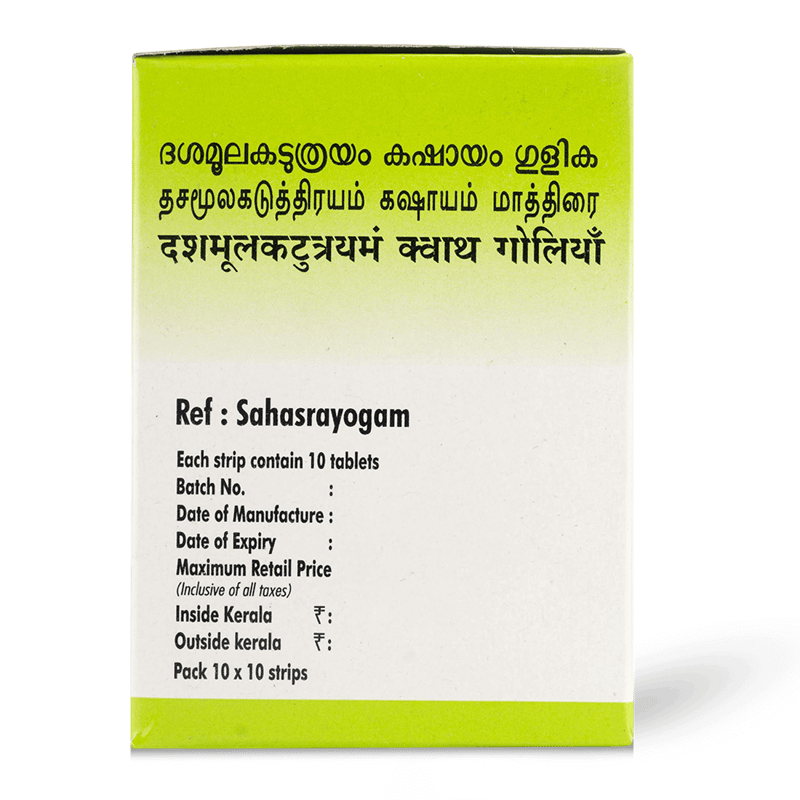 ദശമൂലകടുത്രയം കഷായം ഗുളിക
தசமூலகடுத்திரயம் கஷாயம் மாத்திரை
दशमूलकटुत्रयमं क्वाथ गोलियाँ
Ref : Sahasrayogam
Each strip contain 10 tablets
Batch No. :
Date of Manufacture :
Date of Expiry :
Maximum Retail Price
(Inclusive of all taxes)
Inside Kerala ₹ :
Outside kerala ₹ :
Pack 10 x 10 strips